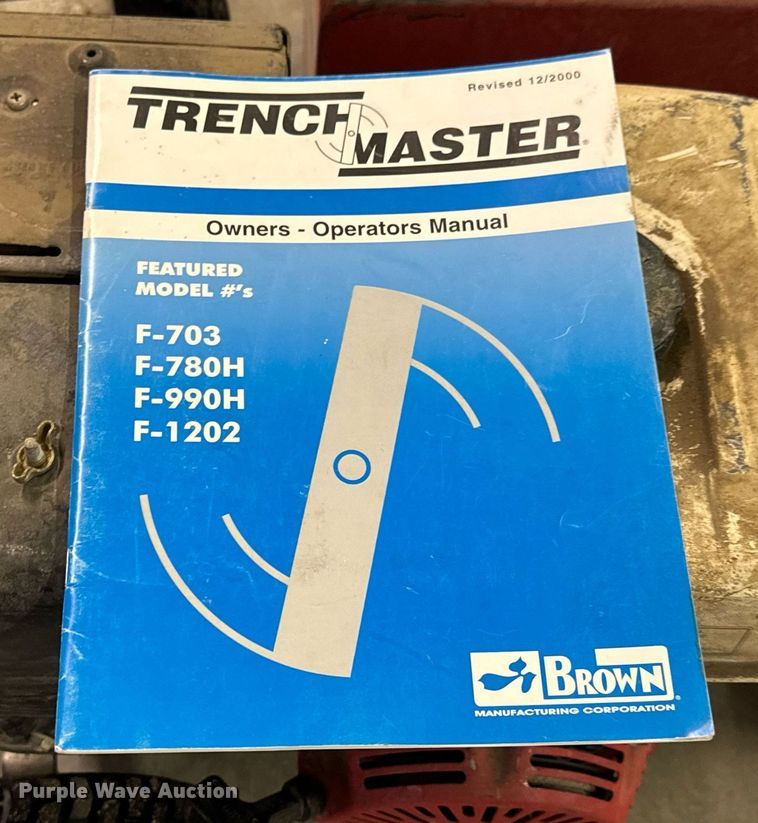 Revised 12/2000
TRENCH
MASTER®
Owners - Operators Manual
FEATURED
MODEL #'s
F-703
F-780H
F-990H
F-1202
BROWN®
MANUFACTURING CORPORATION
Purple Wave Auction